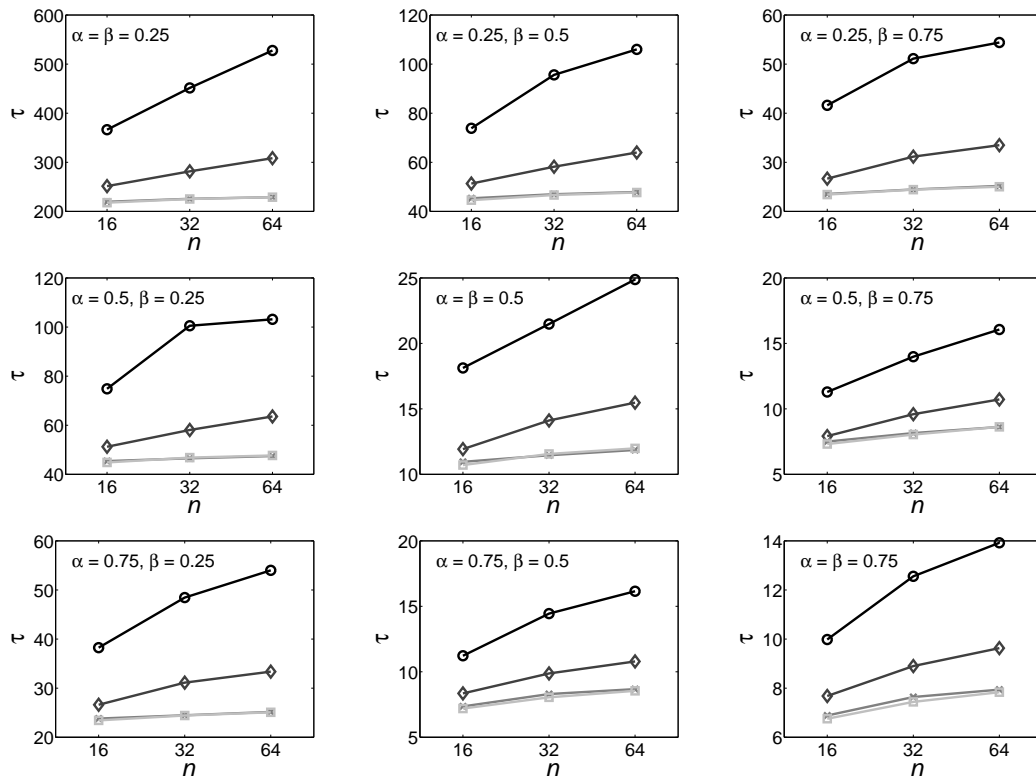 600
α = β = 0.25
500
400
300
200
τ
16
32
64
n
120
α = 0.25, β = 0.5
100
80
60
40
τ
16
32
64
n
60
α = 0.25, β = 0.75
50
40
30
20
τ
16
32
64
n
120
α = 0.5, β = 0.25
100
80
60
40
τ
16
32
64
n
25
α = β = 0.5
20
15
10
τ
16
32
64
n
20
α = 0.5, β = 0.75
15
10
5
τ
16
32
64
n
60
α = 0.75, β = 0.25
50
40
30
20
τ
16
32
64
n
20
α = 0.75, β = 0.5
15
10
5
τ
16
32
64
n
14
α = β = 0.75
12
10
8
6
τ
16
32
64
n